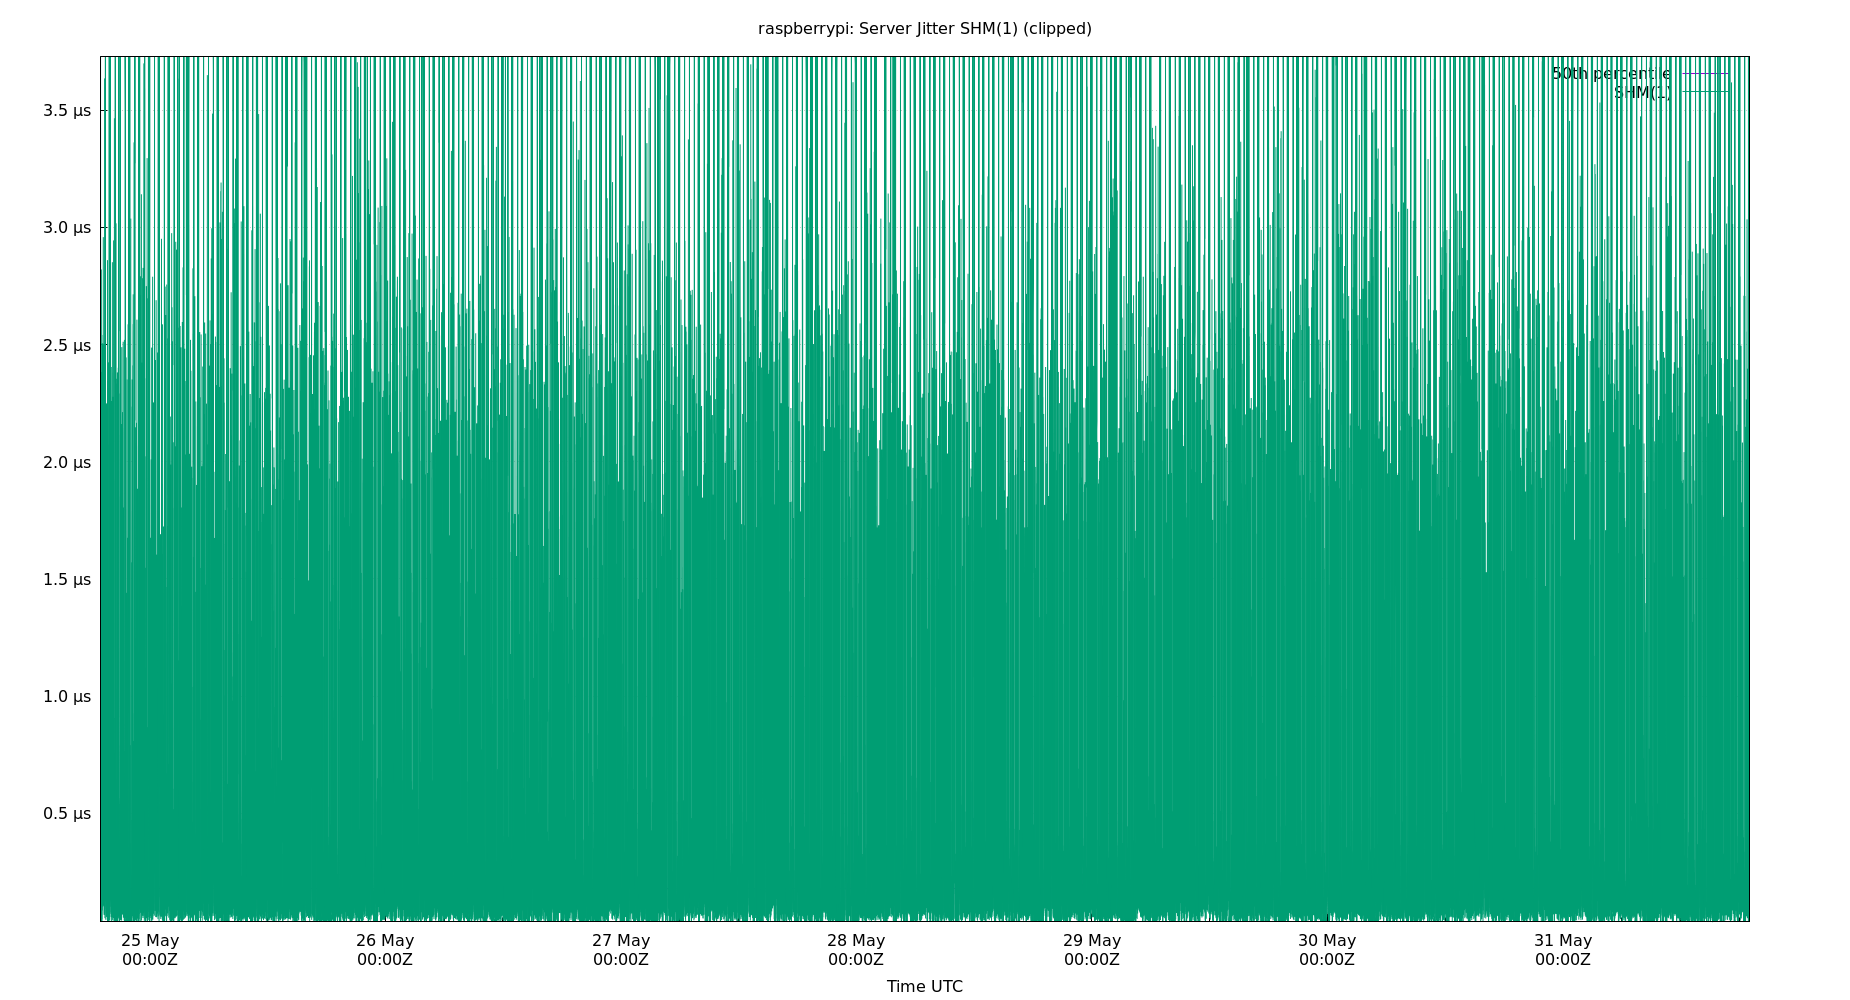 raspberrypi: Server Jitter SHM(1) (clipped)
50th percentile
SHM(1)
3.5 μs
3.0 μs
2.5 μs
2.0 μs
1.5 μs
1.0 μs
0.5 μs
25 May 26 May 27 May 28 May 29 May 30 May 31 May
00:00Z 00:00Z 00:00Z 00:00Z 00:00Z 00:00Z 00:00Z
Time UTC